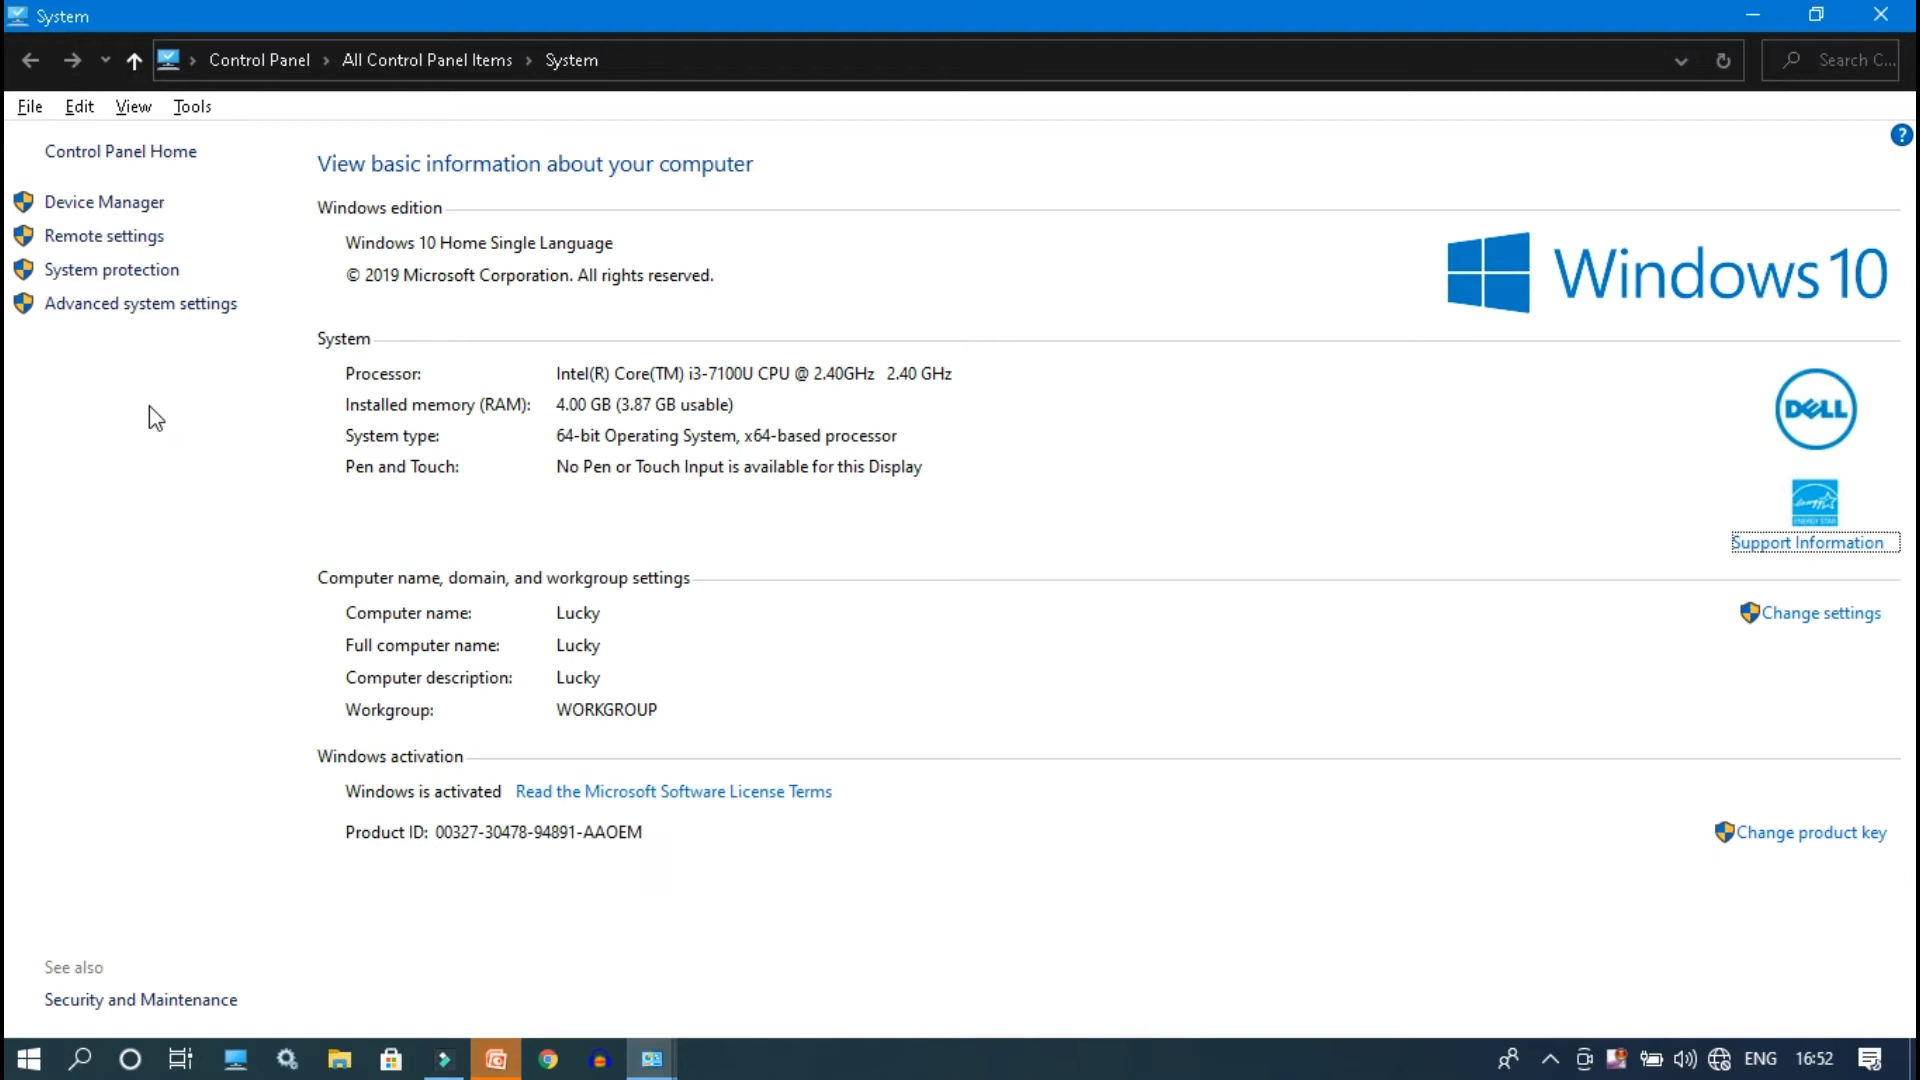 System
Control Panel > All Control Panel Items > System
Search C...
File Edit View Tools
Control Panel Home
Device Manager
Remote settings
System protection
Advanced system settings
View basic information about your computer
Windows edition
Windows 10 Home Single Language
© 2019 Microsoft Corporation. All rights reserved.
Windows 10
System
Processor: Intel(R) Core(TM) i3-7100U CPU @ 2.40GHz 2.40 GHz
Installed memory (RAM): 4.00 GB (3.87 GB usable)
System type: 64-bit Operating System, x64-based processor
Pen and Touch: No Pen or Touch Input is available for this Display
DELL
ENERGY STAR
Support Information
Computer name, domain, and workgroup settings
Computer name: Lucky
Change settings
Full computer name: Lucky
Computer description: Lucky
Workgroup: WORKGROUP
Windows activation
Windows is activated Read the Microsoft Software License Terms
Product ID: 00327-30478-94891-AAOEM
Change product key
See also
Security and Maintenance
ENG 16:52